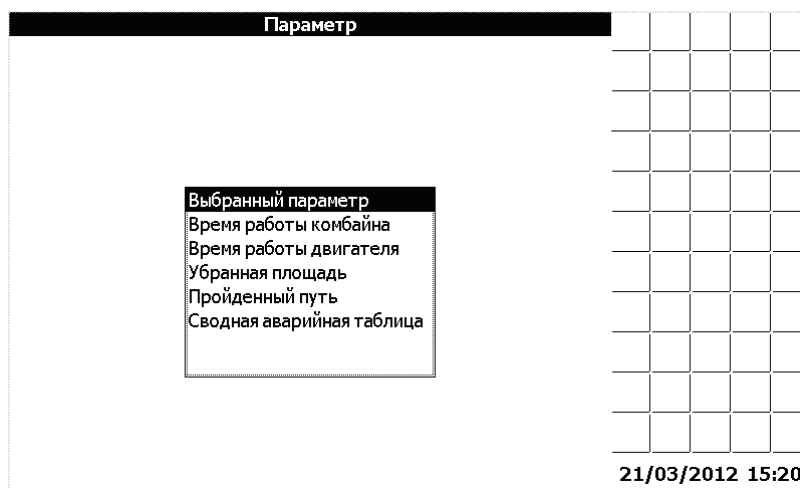 Параметр
Выбранный параметр
Время работы комбайна
Время работы двигателя
Убранная площадь
Пройденный путь
Сводная аварийная таблица
21/03/2012 15:20